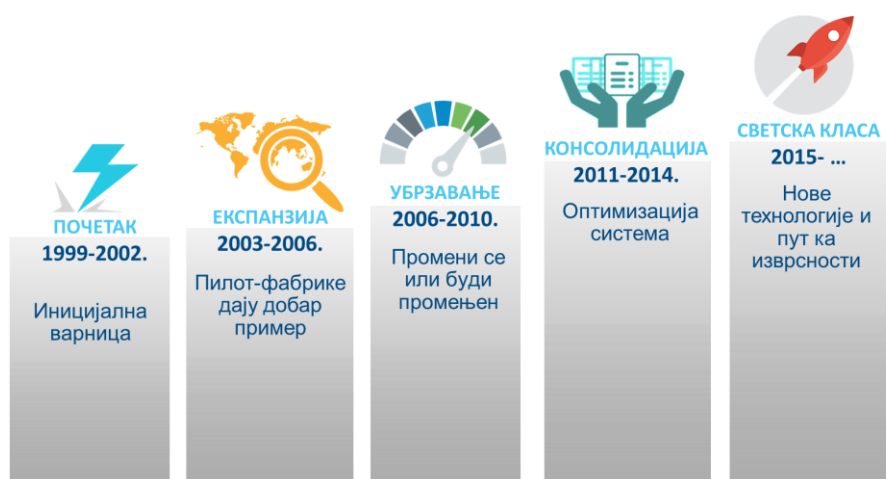 ПОЧЕТАК
1999-2002.
Иницијална
варница
ЕКСПАНЗИЈА
2003-2006.
Пилот-фабрике
дају добар
пример
УБРЗАВАЊЕ
2006-2010.
Промени се
или буди
промењен
КОНСОЛИДАЦИЈА
2011-2014.
Оптимизација
система
СВЕТСКА КЛАСА
2015- ...
Нове
технологије и
пут ка
изврсности